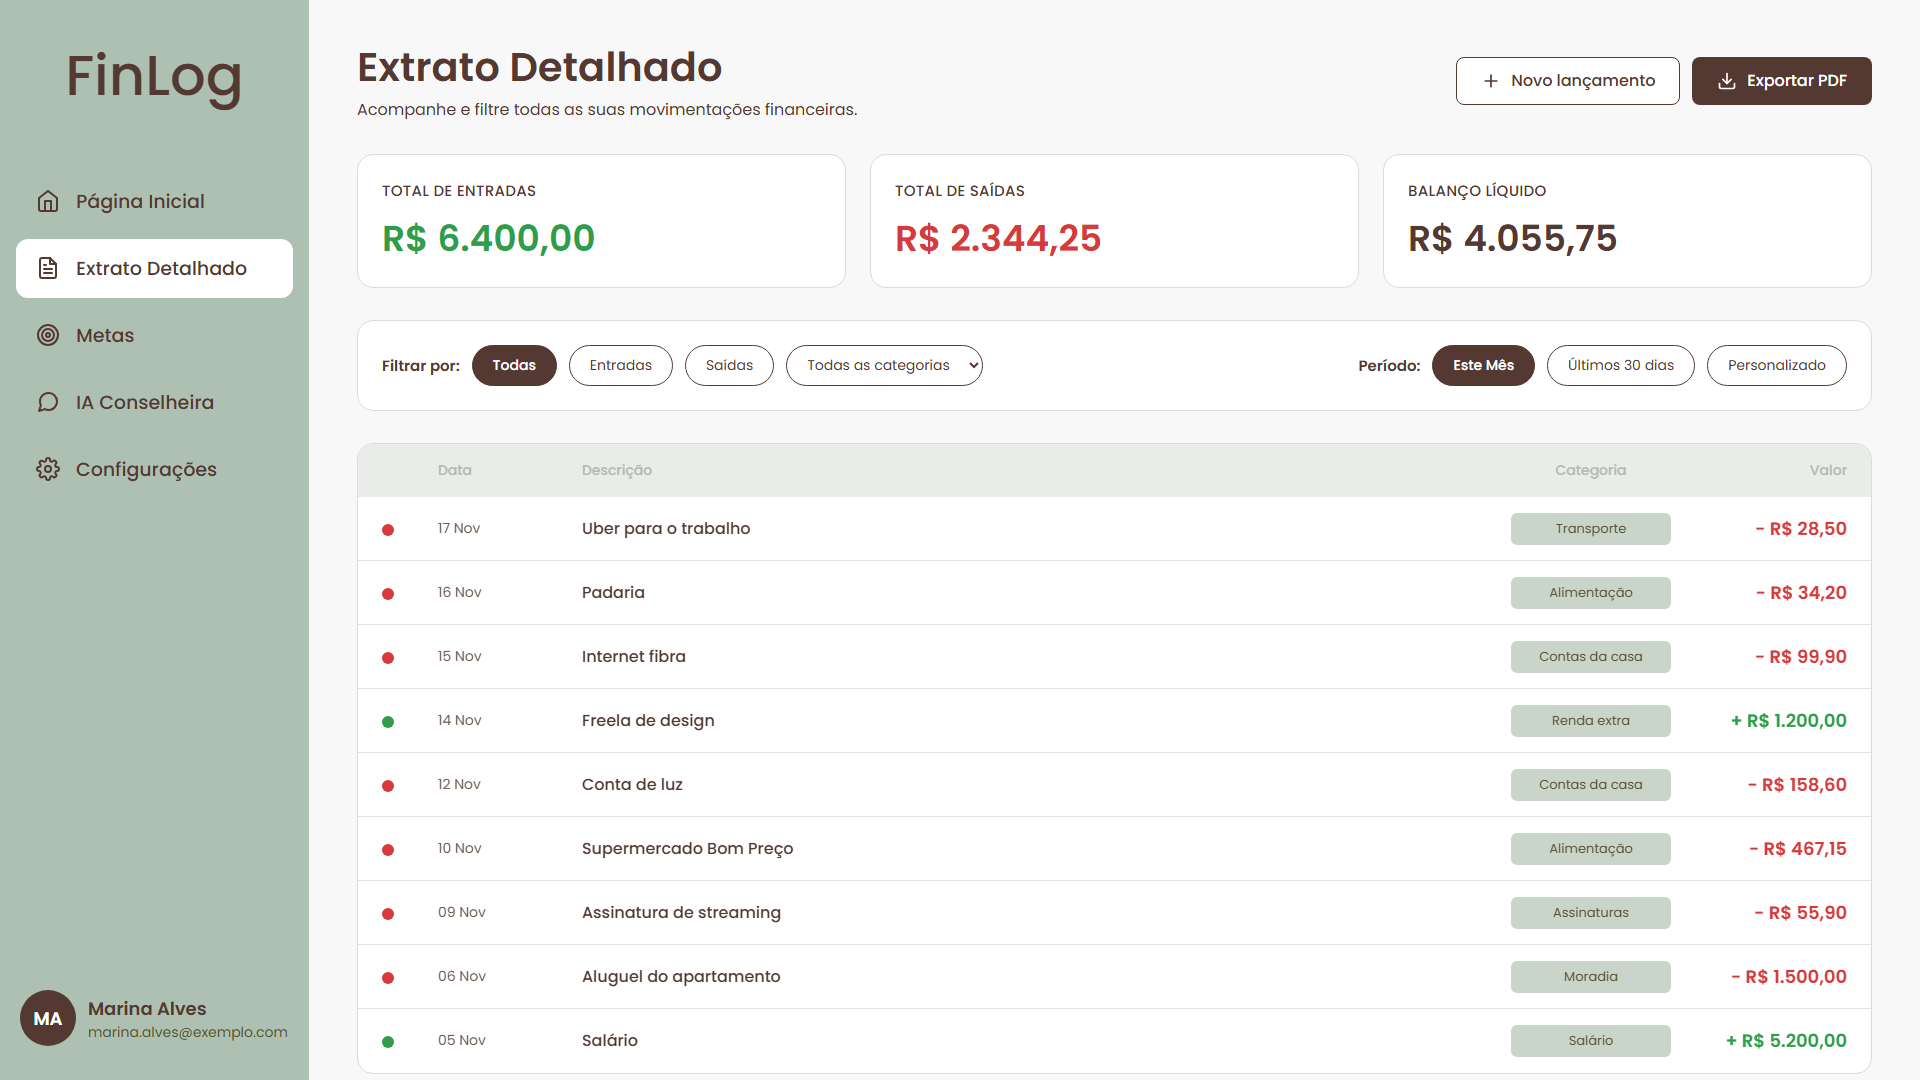 FinLog
Página Inicial
Extrato Detalhado
Metas
IA Conselheira
Configurações
MA
Marina Alves
marina.alves@exemplo.com
Extrato Detalhado
Acompanhe e filtre todas as suas movimentações financeiras.
Novo lançamento
Exportar PDF
TOTAL DE ENTRADAS
R$ 6.400,00
TOTAL DE SAÍDAS
R$ 2.344,25
BALANÇO LÍQUIDO
R$ 4.055,75
Filtrar por: Todas Entradas Saídas Todas as categorias
Período: Este Mês Últimos 30 dias Personalizado
Data Descrição Categoria Valor
17 Nov Uber para o trabalho Transporte - R$ 28,50
16 Nov Padaria Alimentação - R$ 34,20
15 Nov Internet fibra Contas da casa - R$ 99,90
14 Nov Freela de design Renda extra + R$ 1.200,00
12 Nov Conta de luz Contas da casa - R$ 158,60
10 Nov Supermercado Bom Preço Alimentação - R$ 467,15
09 Nov Assinatura de streaming Assinaturas - R$ 55,90
06 Nov Aluguel do apartamento Moradia - R$ 1.500,00
05 Nov Salário Salário + R$ 5.200,00